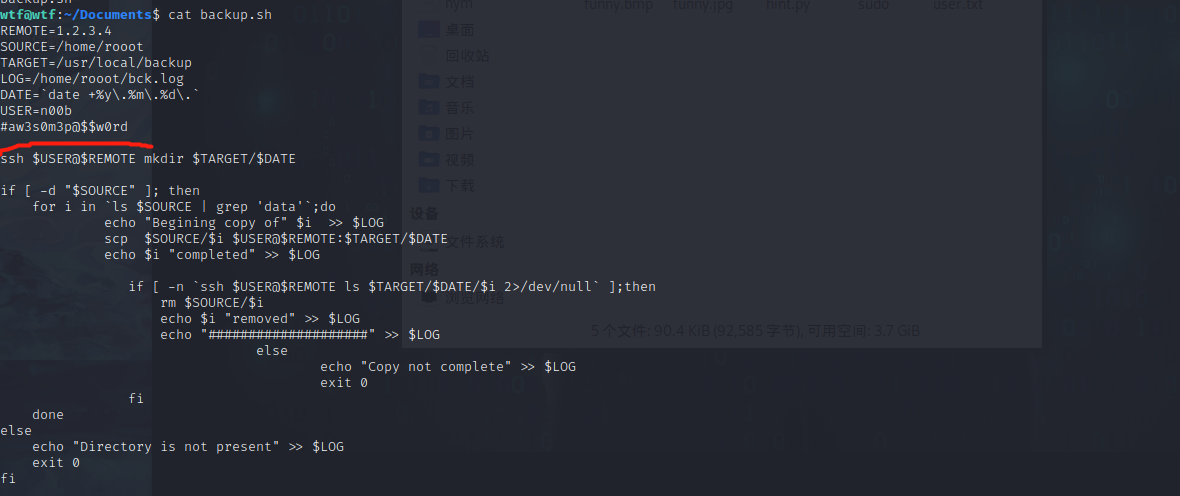 backup.sh
wtf@wtf:~/Documents$ cat backup.sh
REMOTE=1.2.3.4
SOURCE=/home/rooot
TARGET=/usr/local/backup
LOG=/home/rooot/bck.log
DATE=`date +%y\.%m\.%d\.`
USER=n00b
#aw3s0m3p@$$w0rd
ssh $USER@$REMOTE mkdir $TARGET/$DATE
if [ -d "$SOURCE" ]; then
    for i in `ls $SOURCE | grep 'data'`;do
             echo "Begining copy of" $i  >> $LOG
             scp  $SOURCE/$i $USER@$REMOTE:$TARGET/$DATE
             echo $i "completed" >> $LOG
                if [ -n `ssh $USER@$REMOTE ls $TARGET/$DATE/$i 2>/dev/null` ];then
                    rm $SOURCE/$i
                    echo $i "removed" >> $LOG
                    echo "####################" >> $LOG
                                else
                                        echo "Copy not complete" >> $LOG
                                        exit 0
                fi
    done
else
    echo "Directory is not present" >> $LOG
    exit 0
fi
nym
funny.bmp
funny.jpg
hint.py
sudo
user.txt
桌面
回收站
文档
音乐
图片
视频
下载
设备
文件系统
网络
浏览网络
5 个文件: 90.4 KiB (92,585 字节), 可用空间: 3.7 GiB